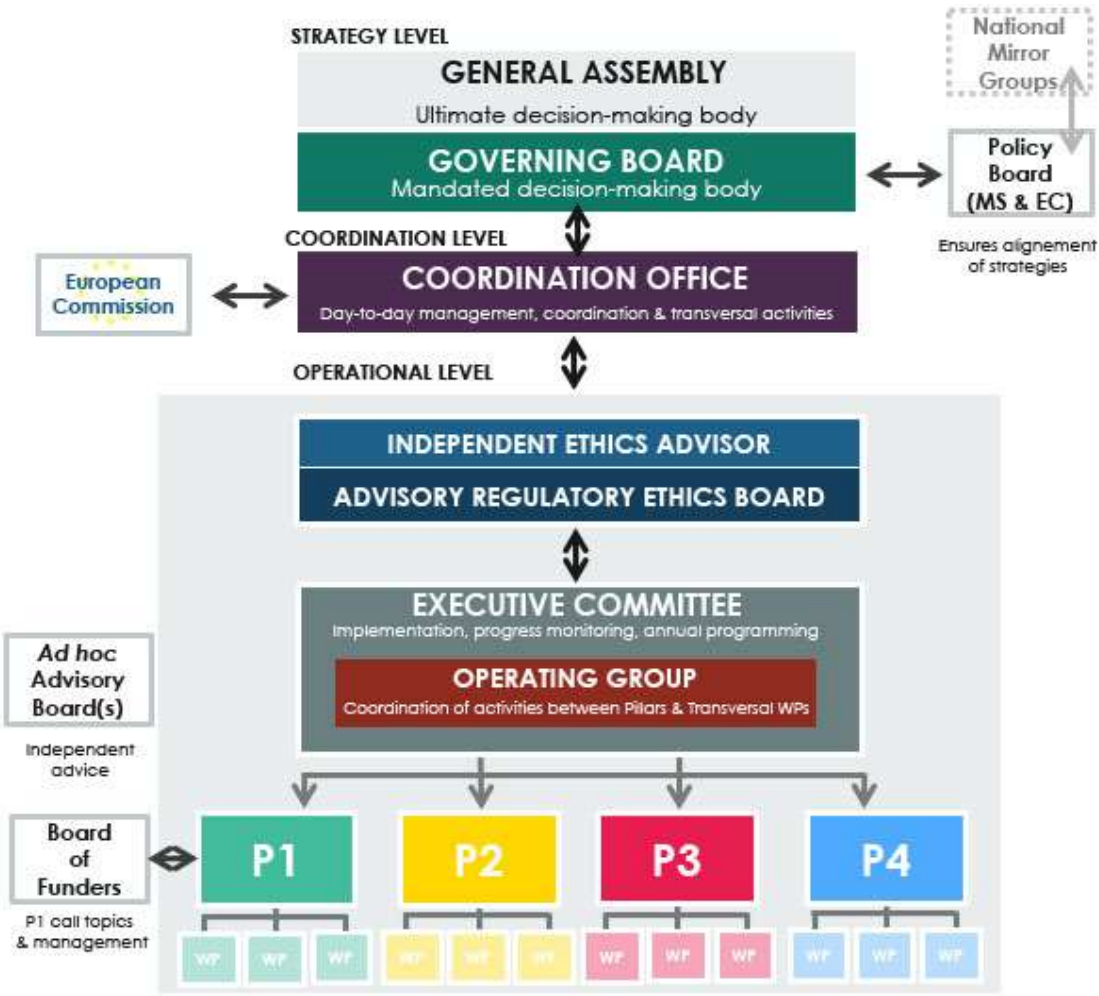 STRATEGY LEVEL
GENERAL ASSEMBLY
Ultimate decision-making body
GOVERNING BOARD
Mandated decision-making body
National
Mirror
Groups
Policy
Board
(MS & EC)
Ensures alignement
of strategies
COORDINATION LEVEL
COORDINATION OFFICE
Day-to-day management, coordination & transversal activities
European
Commission
OPERATIONAL LEVEL
INDEPENDENT ETHICS ADVISOR
ADVISORY REGULATORY ETHICS BOARD
EXECUTIVE COMMITTEE
Implementation, progress monitoring, annual programming
OPERATING GROUP
Coordination of activities between Pillars & Transversal WPs
Ad hoc
Advisory
Board(s)
Independent
advice
Board
of
Funders
P1 call topics
& management
P1 P2 P3 P4
WP WP WP WP WP WP WP WP WP WP WP WP